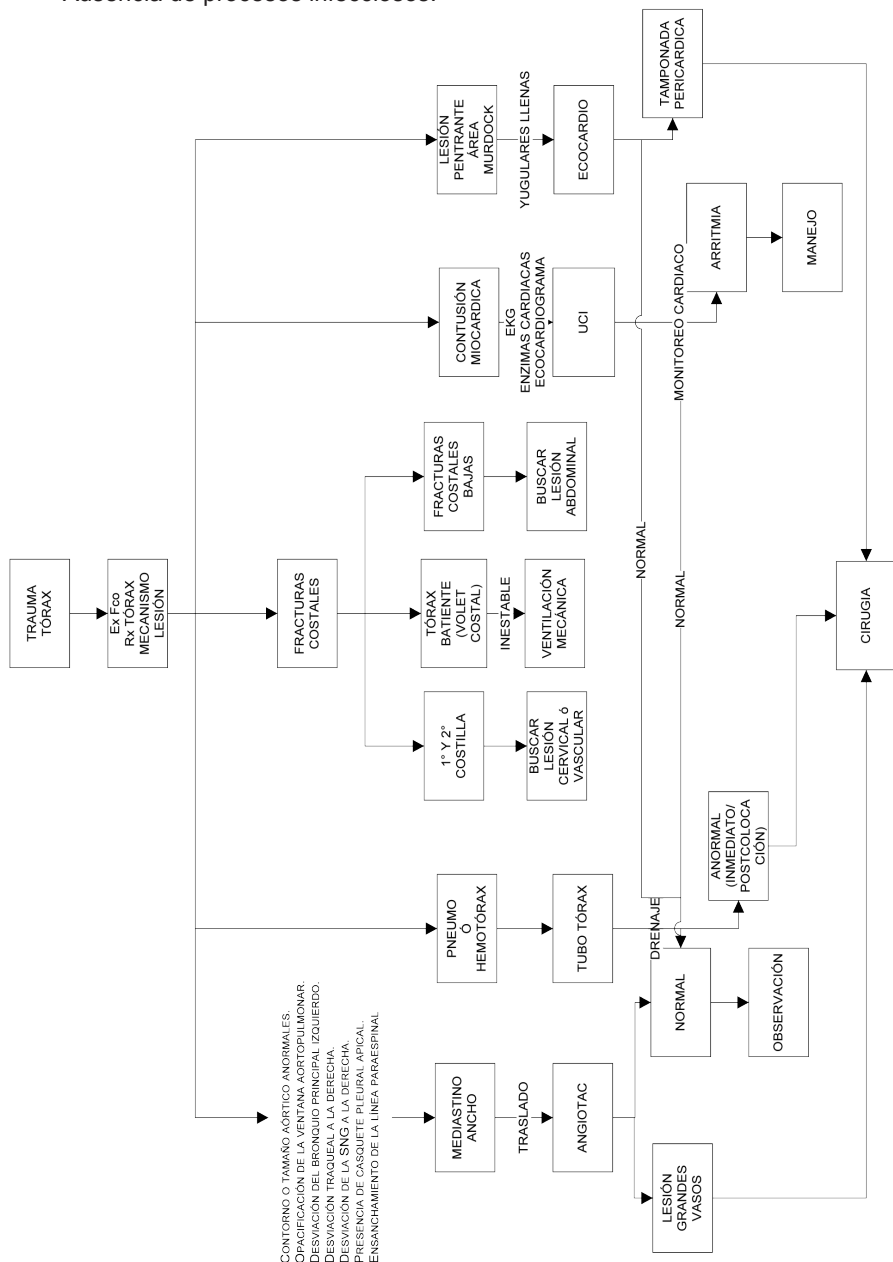 Ausencia de procesos infecciosos.
TRAUMA
TÓRAX
Ex Fco
Rx TÓRAX
MECANISMO
LESIÓN
CONTORNO O TAMAÑO AÓRTICO ANORMALES.
OPACIFICACIÓN DE LA VENTANA AORTOPULMONAR.
DESVIACIÓN DEL BRONQUIO PRINCIPAL IZQUIERDO.
DESVIACIÓN TRAQUEAL A LA DERECHA.
DESVIACIÓN DE LA SNG A LA DERECHA.
PRESENCIA DE CASQUETE PLEURAL APICAL.
ENSANCHAMIENTO DE LA LÍNEA PARAESPINAL
FRACTURAS
COSTALES
MEDIASTINO
ANCHO
PNEUMO
Ó
HEMOTÓRAX
1° Y 2°
COSTILLA
TÓRAX
BATIENTE
(VOLET
COSTAL)
FRACTURAS
COSTALES
BAJAS
CONTUSIÓN
MIOCARDICA
LESIÓN
PENTRANTE
ÁREA
MURDOCK
TRASLADO
INESTABLE
EKG
ENZIMAS CARDIACAS
ECOCARDIOGRAMA
YUGULARES LLENAS
ANGIOTAC
TUBO TÓRAX
BUSCAR
LESIÓN
CERVICAL ó
VASCULAR
VENTILACIÓN
MECÁNICA
BUSCAR
LESIÓN
ABDOMINAL
UCI
ECOCARDIO
NORMAL
DRENAJE
NORMAL
MONITOREO CARDIACO
LESIÓN
GRANDES
VASOS
NORMAL
ANORMAL
(INMEDIATO/
POSTCOLOCA
CIÓN)
ARRITMIA
TAMPONADA
PERICARDICA
OBSERVACIÓN
MANEJO
CIRUGIA